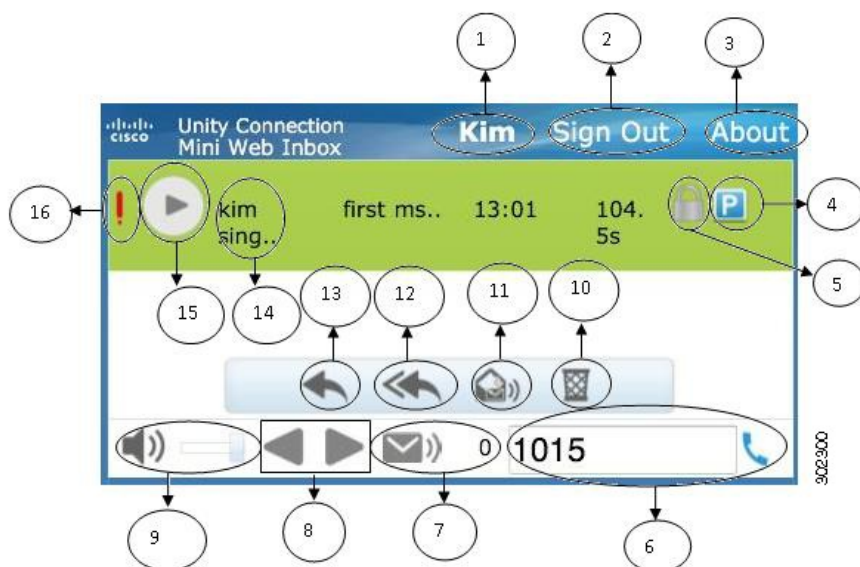 1 2 3
CISCO Unity Connection Mini Web Inbox Kim Sign Out About
16 kim sing.. first ms.. 13:01 104. 5s P 4
5
15 14 13 12 11 10
0 1015
9 8 7 6
302300